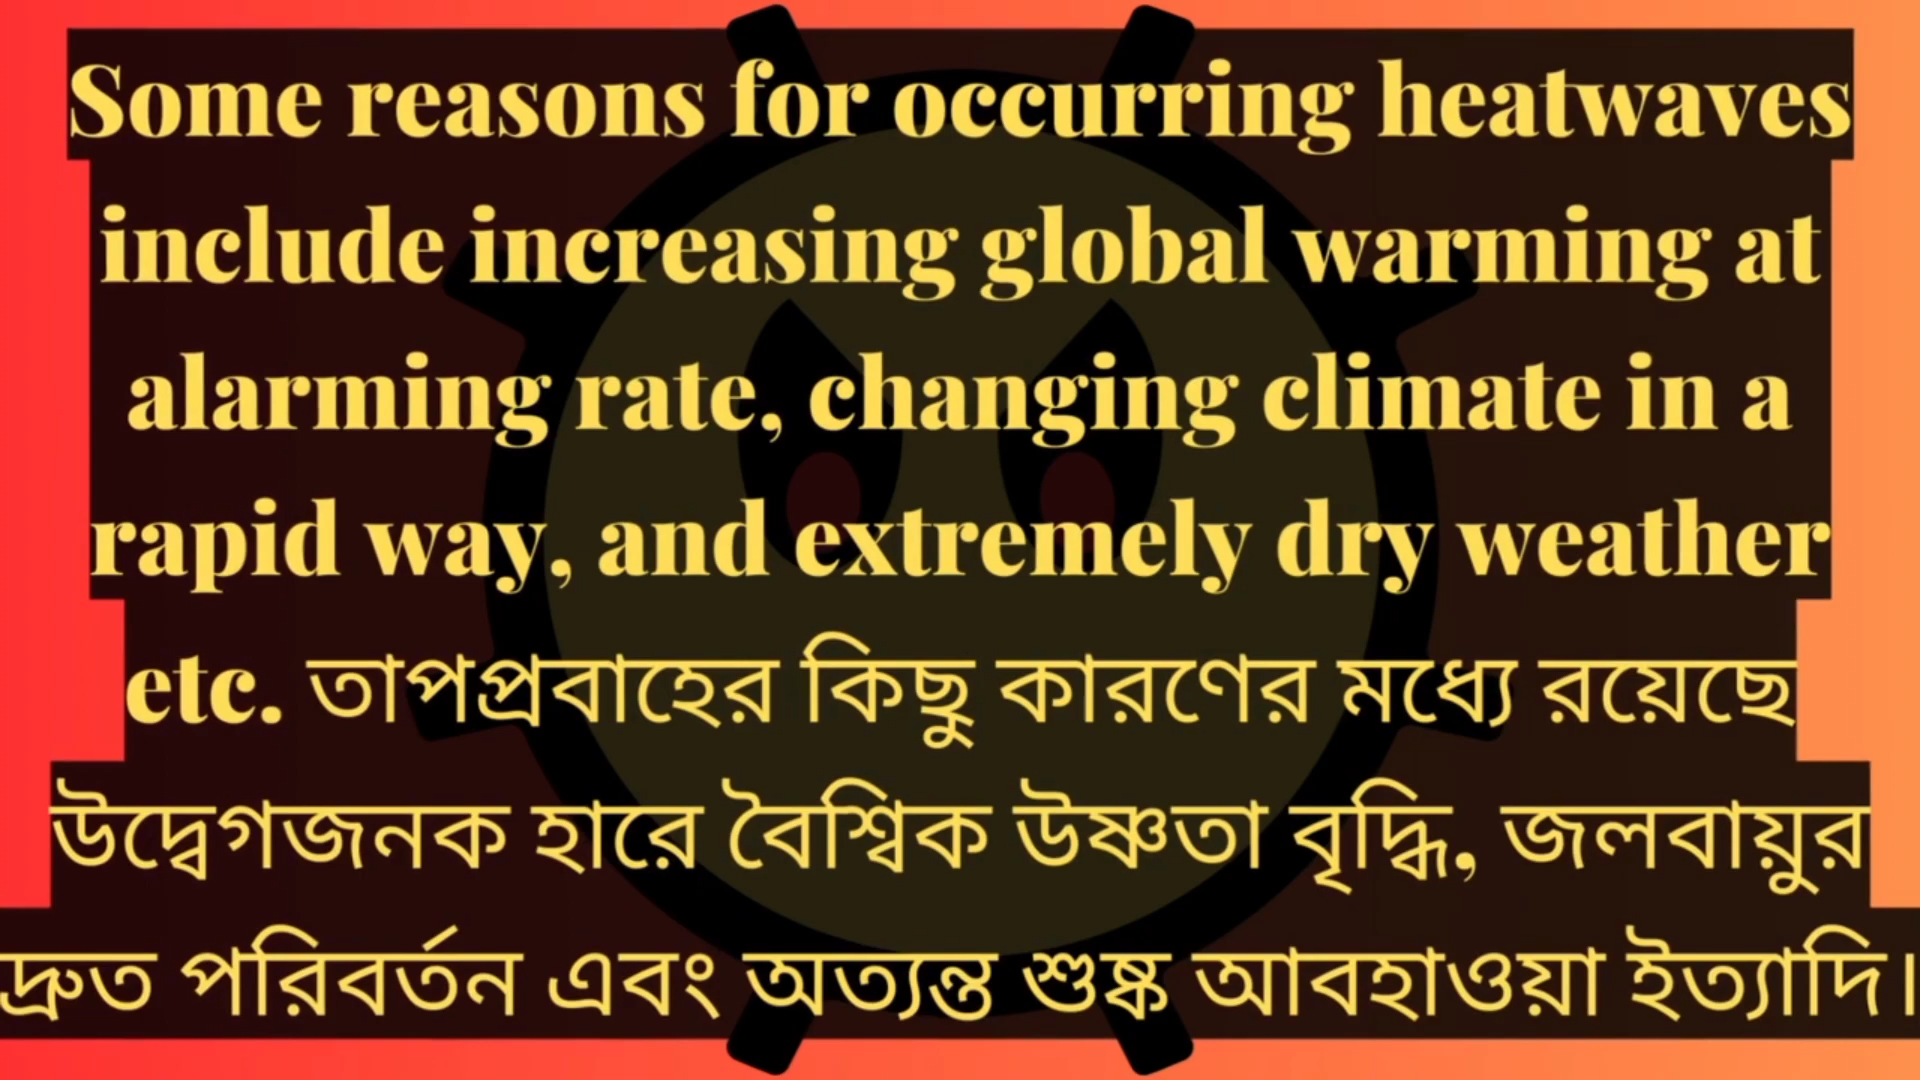 Some reasons for occurring heatwaves
include increasing global warming at
alarming rate, changing climate in a
rapid way, and extremely dry weather
etc. তাপপ্রবাহের কিছু কারণের মধ্যে রয়েছে
উদ্বেগজনক হারে বৈশ্বিক উষ্ণতা বৃদ্ধি, জলবায়ুর
দ্রুত পরিবর্তন এবং অত্যন্ত শুষ্ক আবহাওয়া ইত্যাদি।